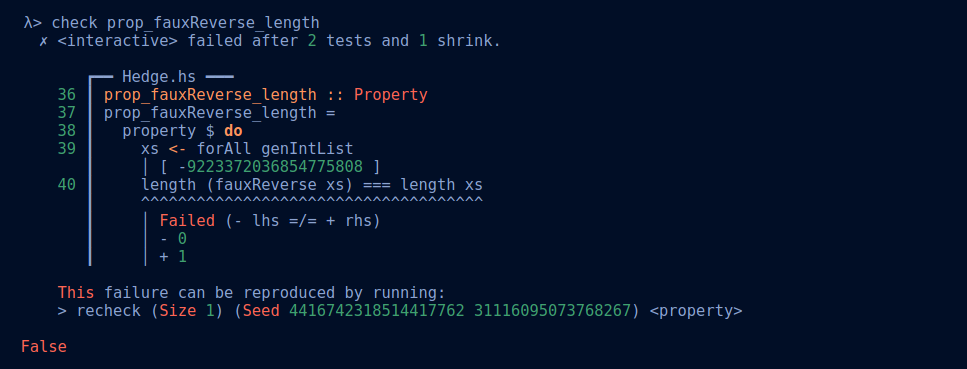 λ> check prop_fauxReverse_length
✗ <interactive> failed after 2 tests and 1 shrink.
┏━━ Hedge.hs ━━━
36 ┃ prop_fauxReverse_length :: Property
37 ┃ prop_fauxReverse_length =
38 ┃   property $ do
39 ┃     xs <- forAll genIntList
┃     │ [ -9223372036854775808 ]
40 ┃     length (fauxReverse xs) === length xs
┃     ^^^^^^^^^^^^^^^^^^^^^^^^^^^^^^^^^^^^^
┃     │ Failed (- lhs =/= + rhs)
┃     │ - 0
┃     │ + 1
This failure can be reproduced by running:
> recheck (Size 1) (Seed 4416742318514417762 31116095073768267) <property>
False